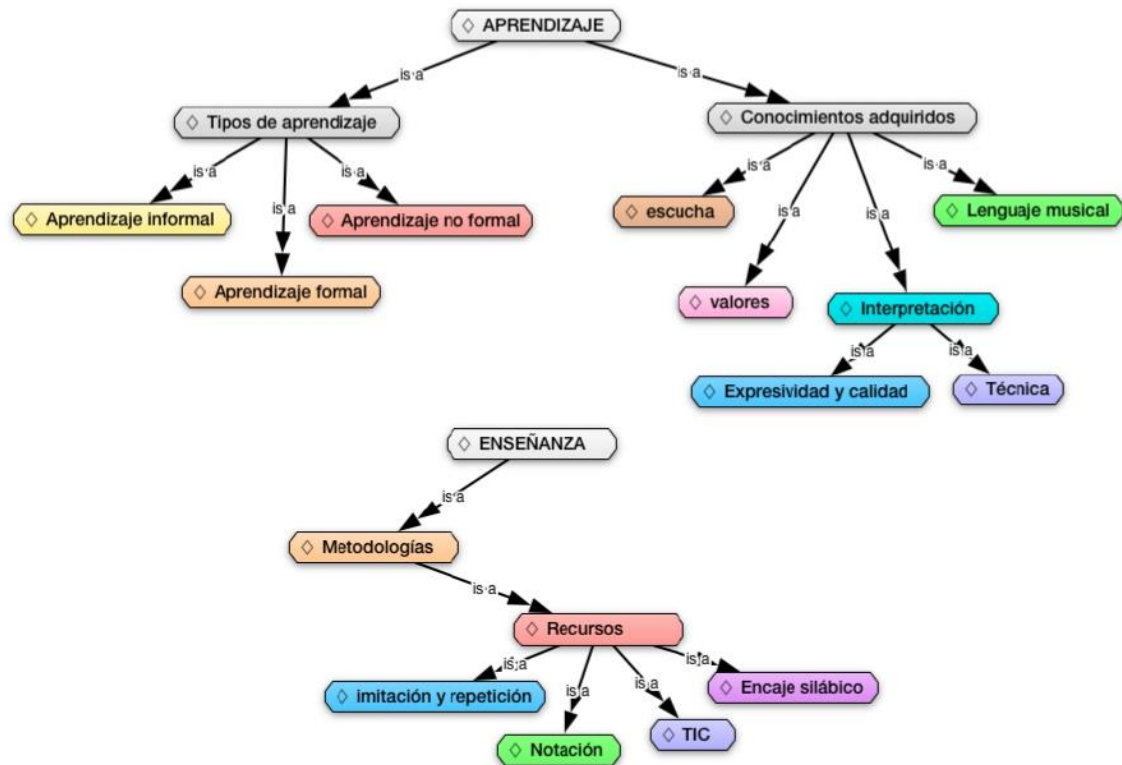 ◇ APRENDIZAJE
is a
is a
◇ Tipos de aprendizaje
◇ Conocimientos adquiridos
is a
is a
is a
is a
is a
is a
is a
◇ Aprendizaje informal
◇ Aprendizaje no formal
◇ escucha
◇ Lenguaje musical
◇ Aprendizaje formal
◇ valores
◇ Interpretación
is a
is a
◇ Expresividad y calidad
◇ Técnica
◇ ENSEÑANZA
is a
◇ Metodologías
is a
◇ Recursos
is a
is a
is a
is a
◇ imitación y repetición
◇ Encaje silábico
◇ Notación
◇ TIC